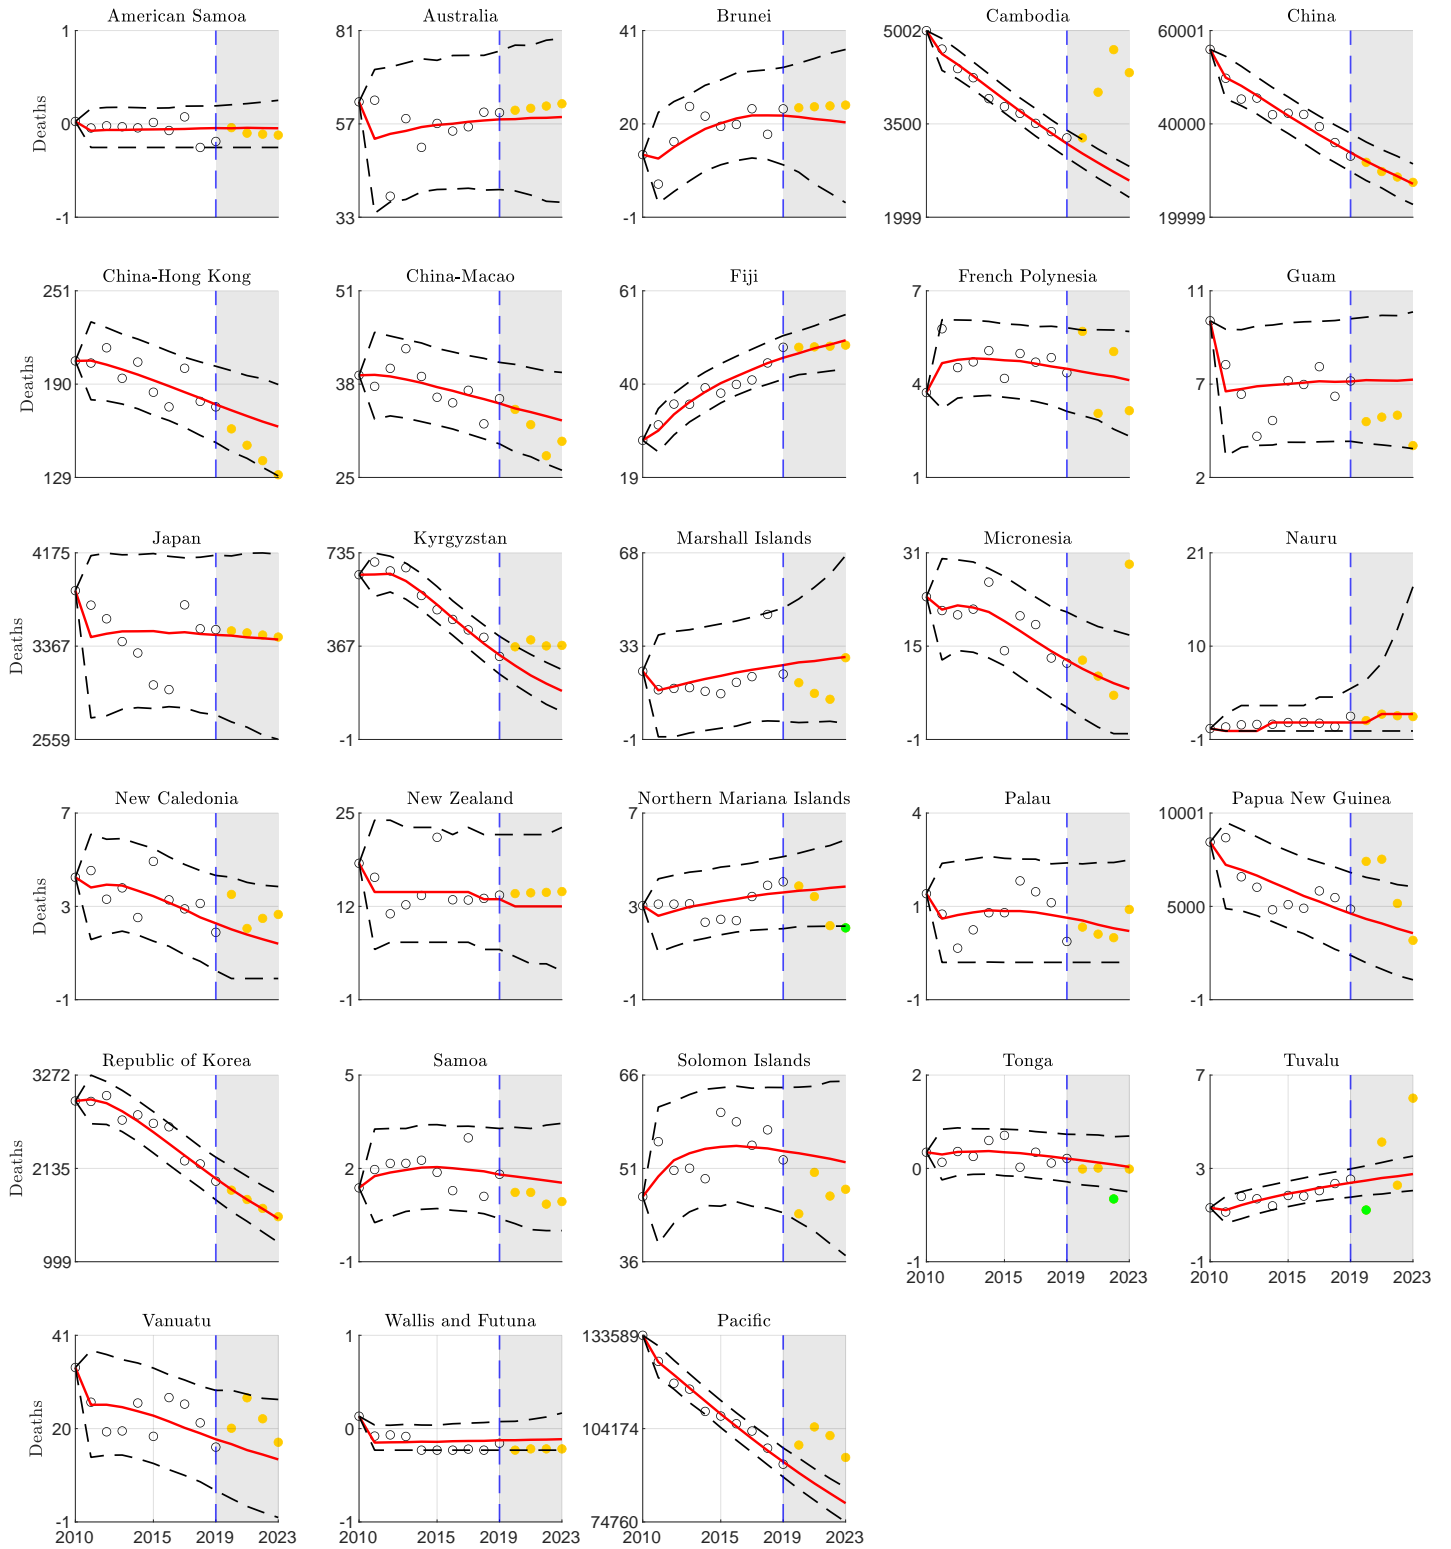 American Samoa
Australia
Brunei
Cambodia
China
Deaths
1
0
-1
81
57
33
41
20
-1
5002
3500
1999
60001
40000
19999
China-Hong Kong
China-Macao
Fiji
French Polynesia
Guam
Deaths
251
190
129
51
38
25
61
40
19
7
4
1
11
7
2
Japan
Kyrgyzstan
Marshall Islands
Micronesia
Nauru
Deaths
4175
3367
2559
735
367
-1
68
33
-1
31
15
-1
21
10
-1
New Caledonia
New Zealand
Northern Mariana Islands
Palau
Papua New Guinea
Deaths
7
3
-1
25
12
-1
7
3
-1
4
1
-1
10001
5000
-1
Republic of Korea
Samoa
Solomon Islands
Tonga
Tuvalu
Deaths
3272
2135
999
5
2
-1
66
51
36
2
0
-1
2010 2015 2019 2023
7
3
-1
2010 2015 2019 2023
Vanuatu
Wallis and Futuna
Pacific
Deaths
41
20
-1
2010 2015 2019 2023
1
0
-1
2010 2015 2019 2023
133589
104174
74760
2010 2015 2019 2023